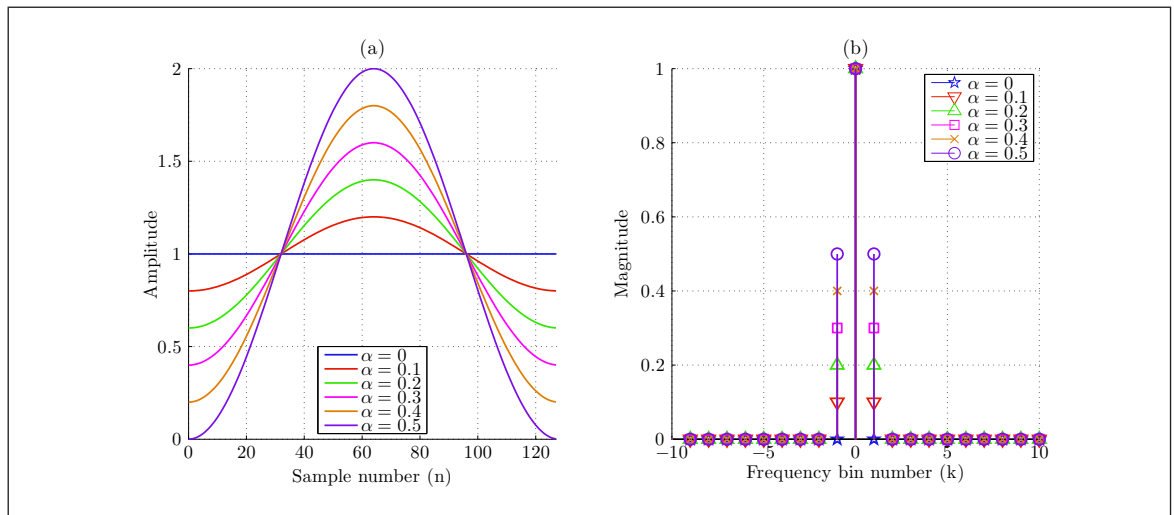 (a)
2
1.5
1
0.5
0
Amplitude
0 20 40 60 80 100 120
Sample number (n)
α = 0
α = 0.1
α = 0.2
α = 0.3
α = 0.4
α = 0.5
(b)
1
0.8
0.6
0.4
0.2
0
Magnitude
−10 −5 0 5 10
Frequency bin number (k)
α = 0
α = 0.1
α = 0.2
α = 0.3
α = 0.4
α = 0.5